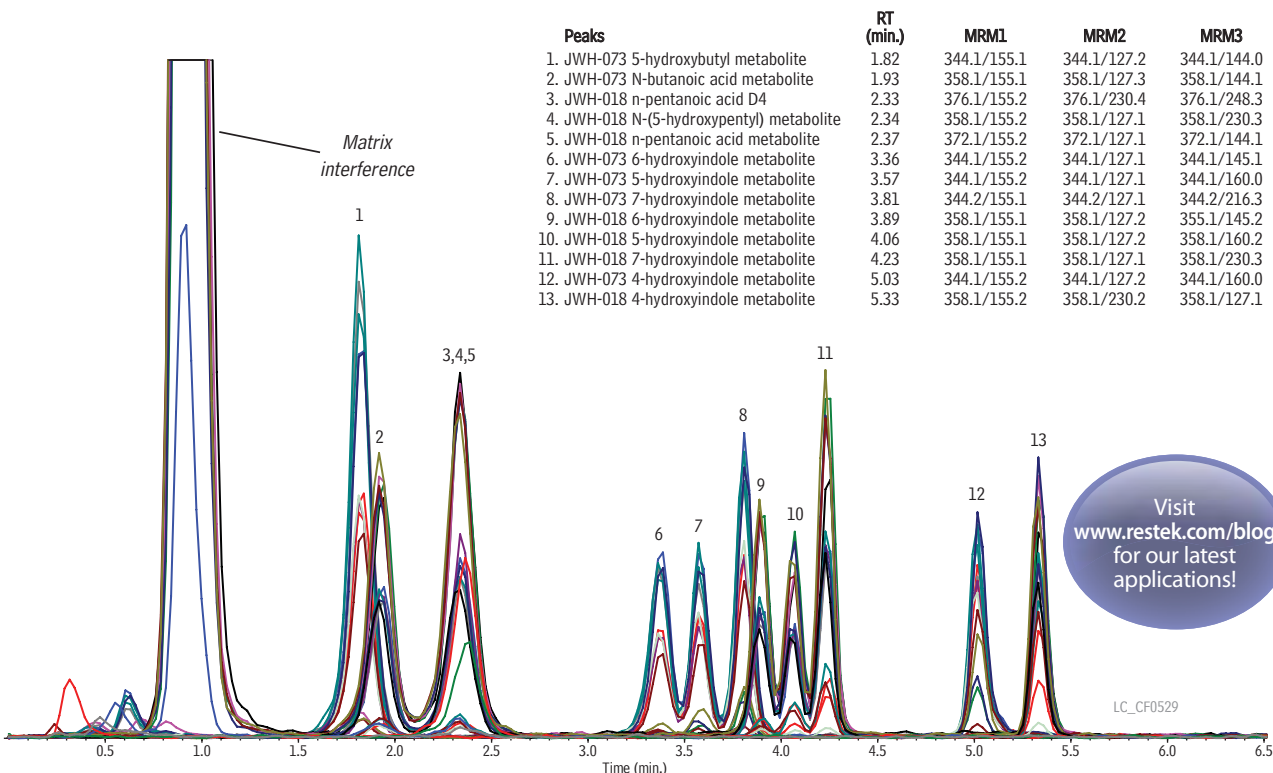 RT
Peaks (min.) MRM1 MRM2 MRM3
1. JWH-073 5-hydroxybutyl metabolite 1.82 344.1/155.1 344.1/127.2 344.1/144.0
2. JWH-073 N-butanoic acid metabolite 1.93 358.1/155.1 358.1/127.3 358.1/144.1
3. JWH-018 n-pentanoic acid D4 2.33 376.1/155.2 376.1/230.4 376.1/248.3
4. JWH-018 N-(5-hydroxypentyl) metabolite 2.34 358.1/155.2 358.1/127.1 358.1/230.3
5. JWH-018 n-pentanoic acid metabolite 2.37 372.1/155.2 372.1/127.1 372.1/144.1
6. JWH-073 6-hydroxyindole metabolite 3.36 344.1/155.2 344.1/127.1 344.1/145.1
7. JWH-073 5-hydroxyindole metabolite 3.57 344.1/155.2 344.1/127.1 344.1/160.0
8. JWH-073 7-hydroxyindole metabolite 3.81 344.2/155.1 344.2/127.1 344.2/216.3
9. JWH-018 6-hydroxyindole metabolite 3.89 358.1/155.1 358.1/127.2 355.1/145.2
10. JWH-018 5-hydroxyindole metabolite 4.06 358.1/155.1 358.1/127.2 358.1/160.2
11. JWH-018 7-hydroxyindole metabolite 4.23 358.1/155.1 358.1/127.1 358.1/230.3
12. JWH-073 4-hydroxyindole metabolite 5.03 344.1/155.2 344.1/127.2 344.1/160.0
13. JWH-018 4-hydroxyindole metabolite 5.33 358.1/155.2 358.1/230.2 358.1/127.1
Matrix
interference
1
3,4,5
11
8
2
13
9
12
10
7
6
Visit
www.restek.com/blog
for our latest
applications!
LC_CF0529
0.5 1.0 1.5 2.0 2.5 3.0 3.5 4.0 4.5 5.0 5.5 6.0 6.5
Time (min.)